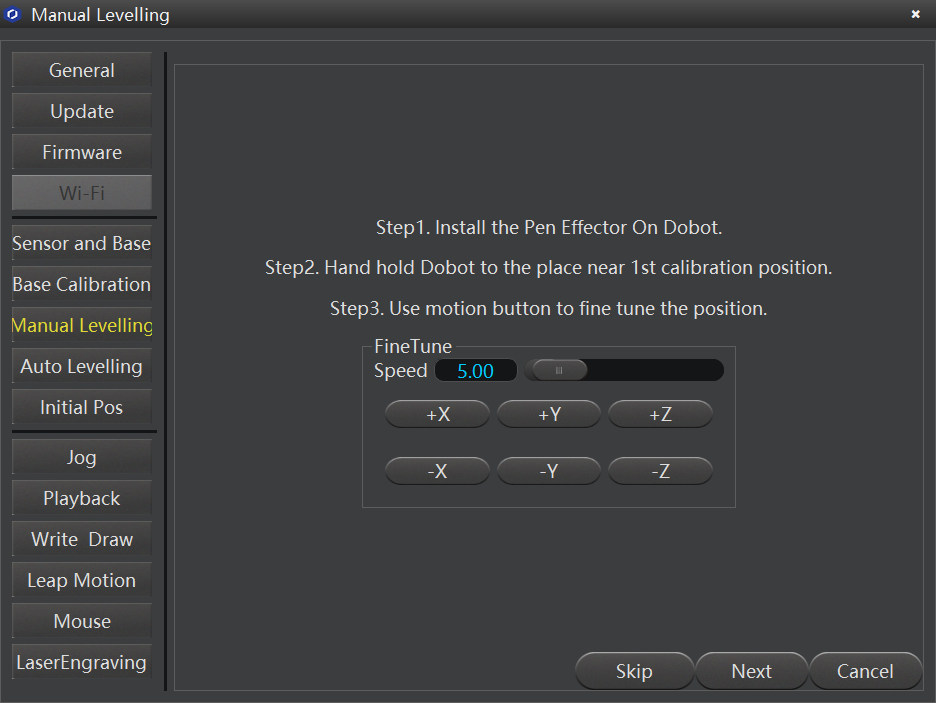 Manual Levelling
General
Update
Firmware
Wi-Fi
Sensor and Base
Base Calibration
Manual Levelling
Auto Levelling
Initial Pos
Jog
Playback
Write  Draw
Leap Motion
Mouse
LaserEngraving
Step1. Install the Pen Effector On Dobot.
Step2. Hand hold Dobot to the place near 1st calibration position.
Step3. Use motion button to fine tune the position.
FineTune
Speed 5.00
+X +Y +Z
-X -Y -Z
Skip Next Cancel